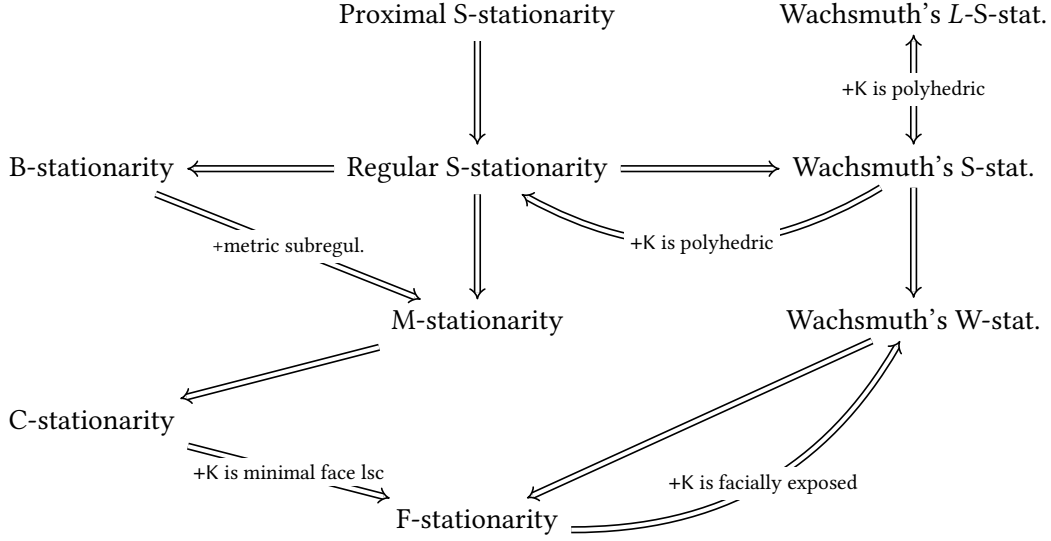 Proximal S-stationarity
Wachsmuth's L-S-stat.
+K is polyhedric
B-stationarity
Regular S-stationarity
Wachsmuth's S-stat.
+metric subregul.
+K is polyhedric
M-stationarity
Wachsmuth's W-stat.
C-stationarity
+K is minimal face lsc
+K is facially exposed
F-stationarity